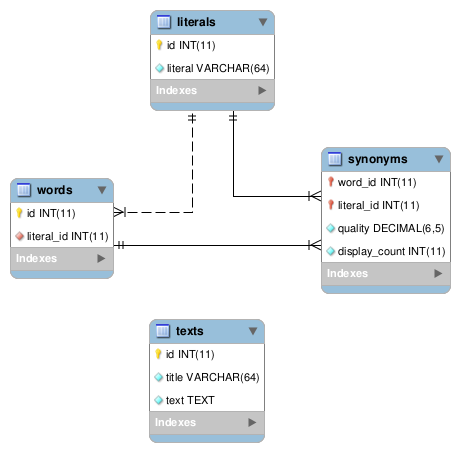 literals
id INT(11)
literal VARCHAR(64)
Indexes
synonyms
word_id INT(11)
literal_id INT(11)
quality DECIMAL(6,5)
display_count INT(11)
Indexes
words
id INT(11)
literal_id INT(11)
Indexes
texts
id INT(11)
title VARCHAR(64)
text TEXT
Indexes